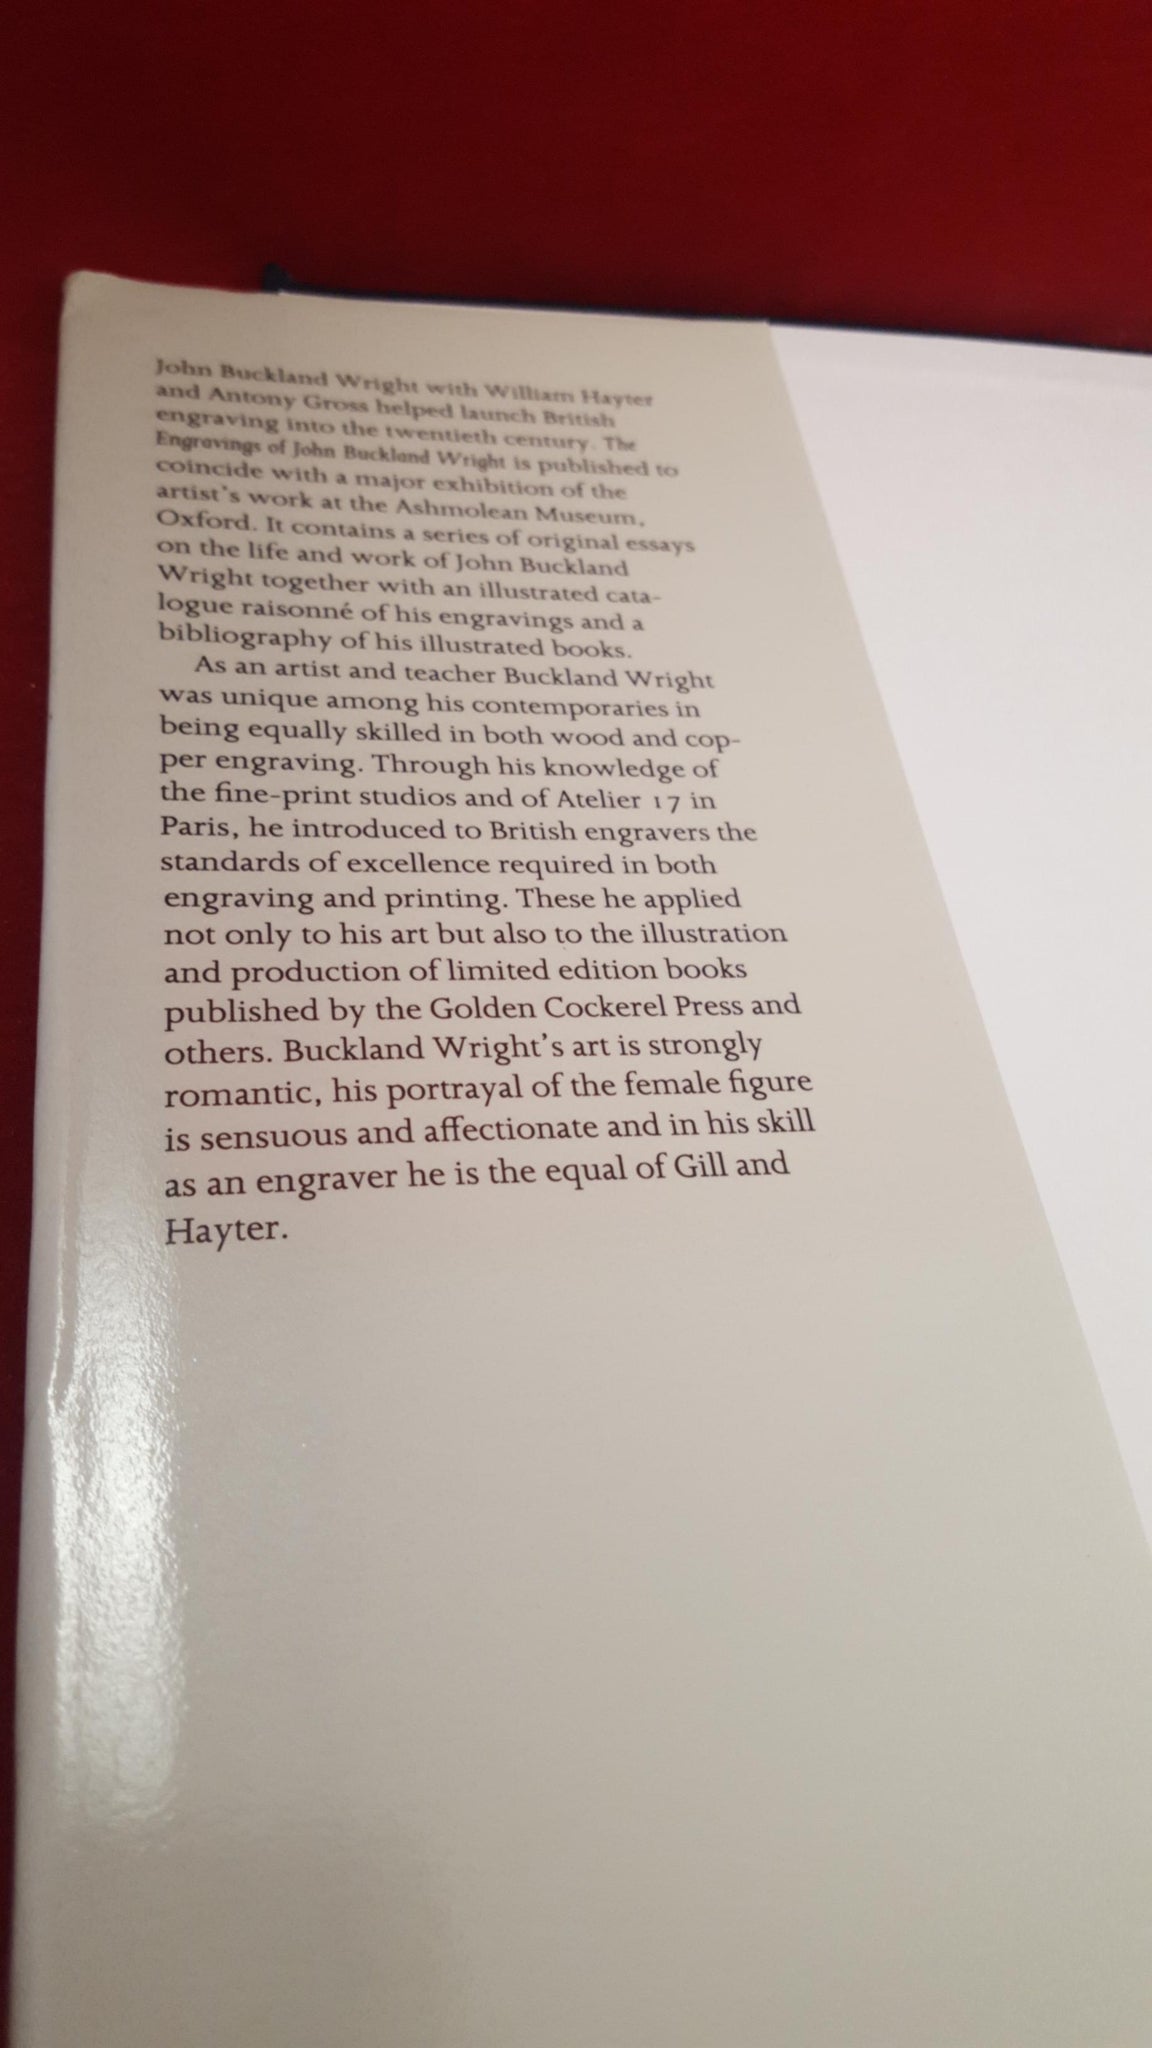 John Buckland Wright with William Hayter
and Antony Gross helped launch British
engraving into the twentieth century. The
Engravings of John Buckland Wright is published to
coincide with a major exhibition of the
artist's work at the Ashmolean Museum,
Oxford. It contains a series of original essays
on the life and work of John Buckland
Wright together with an illustrated cata-
logue raisonné of his engravings and a
bibliography of his illustrated books.
As an artist and teacher Buckland Wright
was unique among his contemporaries in
being equally skilled in both wood and cop-
per engraving. Through his knowledge of
the fine-print studios and of Atelier 17 in
Paris, he introduced to British engravers the
standards of excellence required in both
engraving and printing. These he applied
not only to his art but also to the illustration
and production of limited edition books
published by the Golden Cockerel Press and
others. Buckland Wright's art is strongly
romantic, his portrayal of the female figure
is sensuous and affectionate and in his skill
as an engraver he is the equal of Gill and
Hayter.